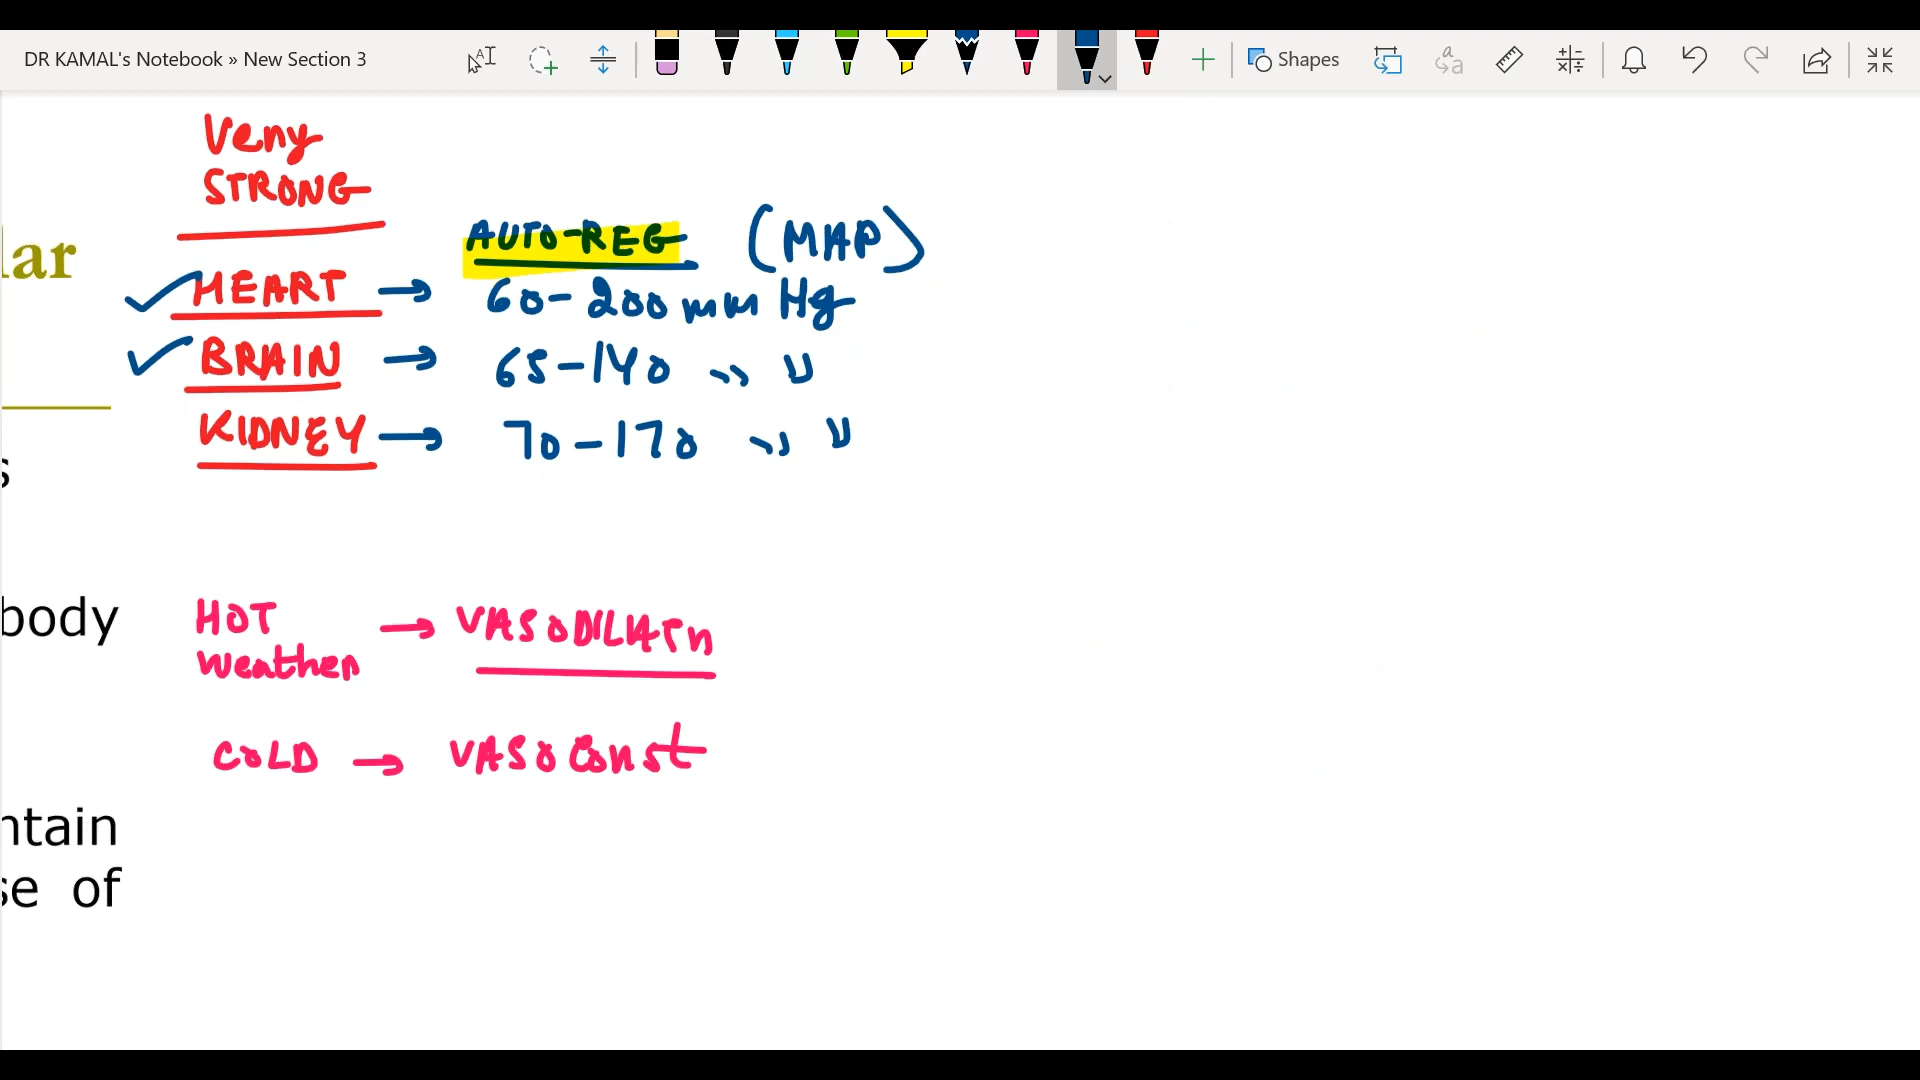 DR KAMAL's Notebook » New Section 3
Shapes
Very
STRONG
AUTO-REG (MAP)
lar
HEART → 60-200 mm Hg
BRAIN → 65-140 " "
KIDNEY → 70-170 " "
s
body
HOT → VASODILATn
weather
COLD → VASOConst
ntain
se of